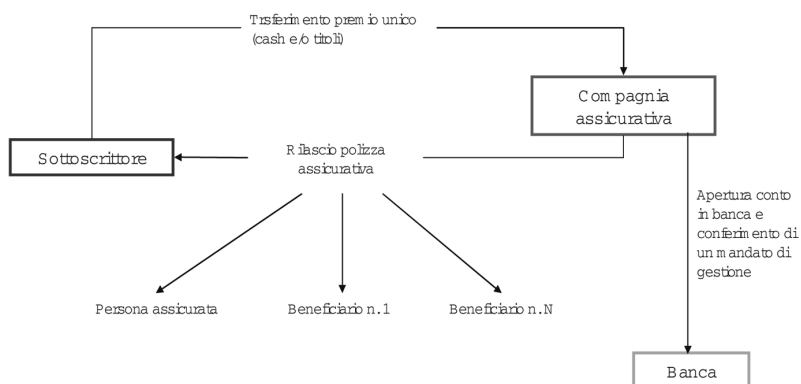 Trsferimento premio unico
(cash e/o titoli)
Compagnia
assicurativa
Sottoscrittore
Rilascio polizza
assicurativa
Apertura conto
in banca e
conferimento di
un mandato di
gestione
Persona assicurata
Beneficiario n.1
Beneficiario n.N
Banca